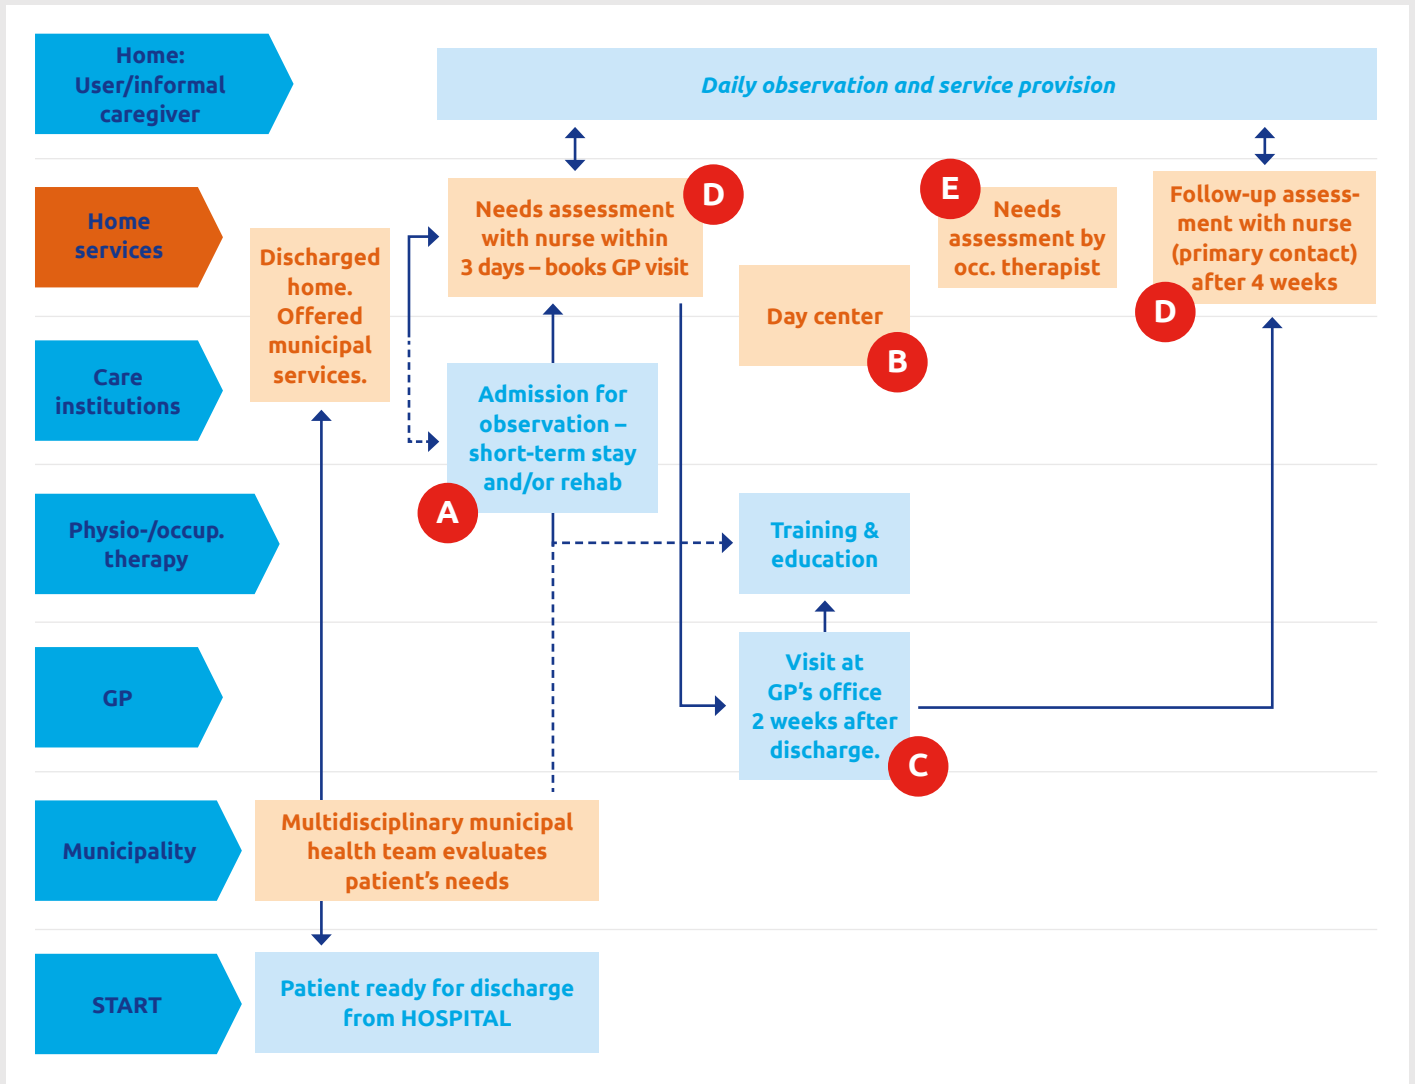 Home:
User/informal
caregiver
Daily observation and service provision
Home
services
Discharged
home.
Offered
municipal
services.
Needs assessment
with nurse within
3 days – books GP visit
D
Day center
B
E
Needs
assessment by
occ. therapist
Follow-up assess-
ment with nurse
(primary contact)
after 4 weeks
D
Care
institutions
Admission for
observation –
short-term stay
and/or rehab
A
Physio-/occup.
therapy
Training &
education
GP
Visit at
GP’s office
2 weeks after
discharge.
C
Municipality
Multidisciplinary municipal
health team evaluates
patient’s needs
START
Patient ready for discharge
from HOSPITAL